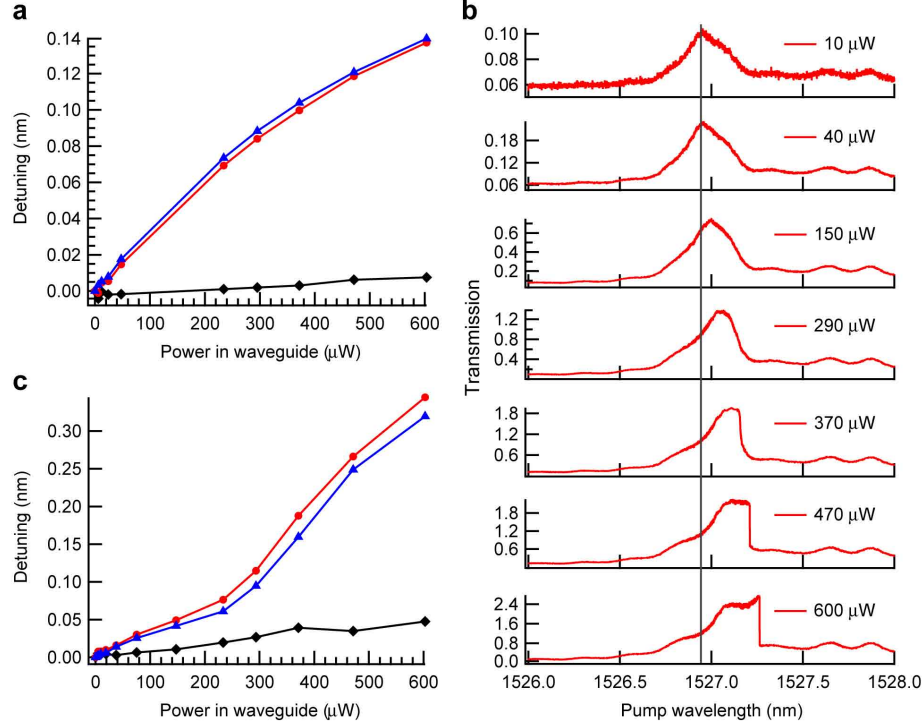 a
0.14
0.12
0.10
0.08
0.06
0.04
0.02
0.00
Detuning (nm)
0 100 200 300 400 500 600
Power in waveguide (µW)
c
0.30
0.25
0.20
0.15
0.10
0.05
0.00
Detuning (nm)
0 100 200 300 400 500 600
Power in waveguide (µW)
b
Transmission
0.10
0.06
10 µW
0.18
0.12
0.06
40 µW
0.6
0.4
0.2
150 µW
1.2
0.8
0.4
290 µW
1.8
1.2
0.6
370 µW
1.8
1.2
0.6
470 µW
2.4
1.6
0.8
0.0
600 µW
1526.0 1526.5 1527.0 1527.5 1528.0
Pump wavelength (nm)